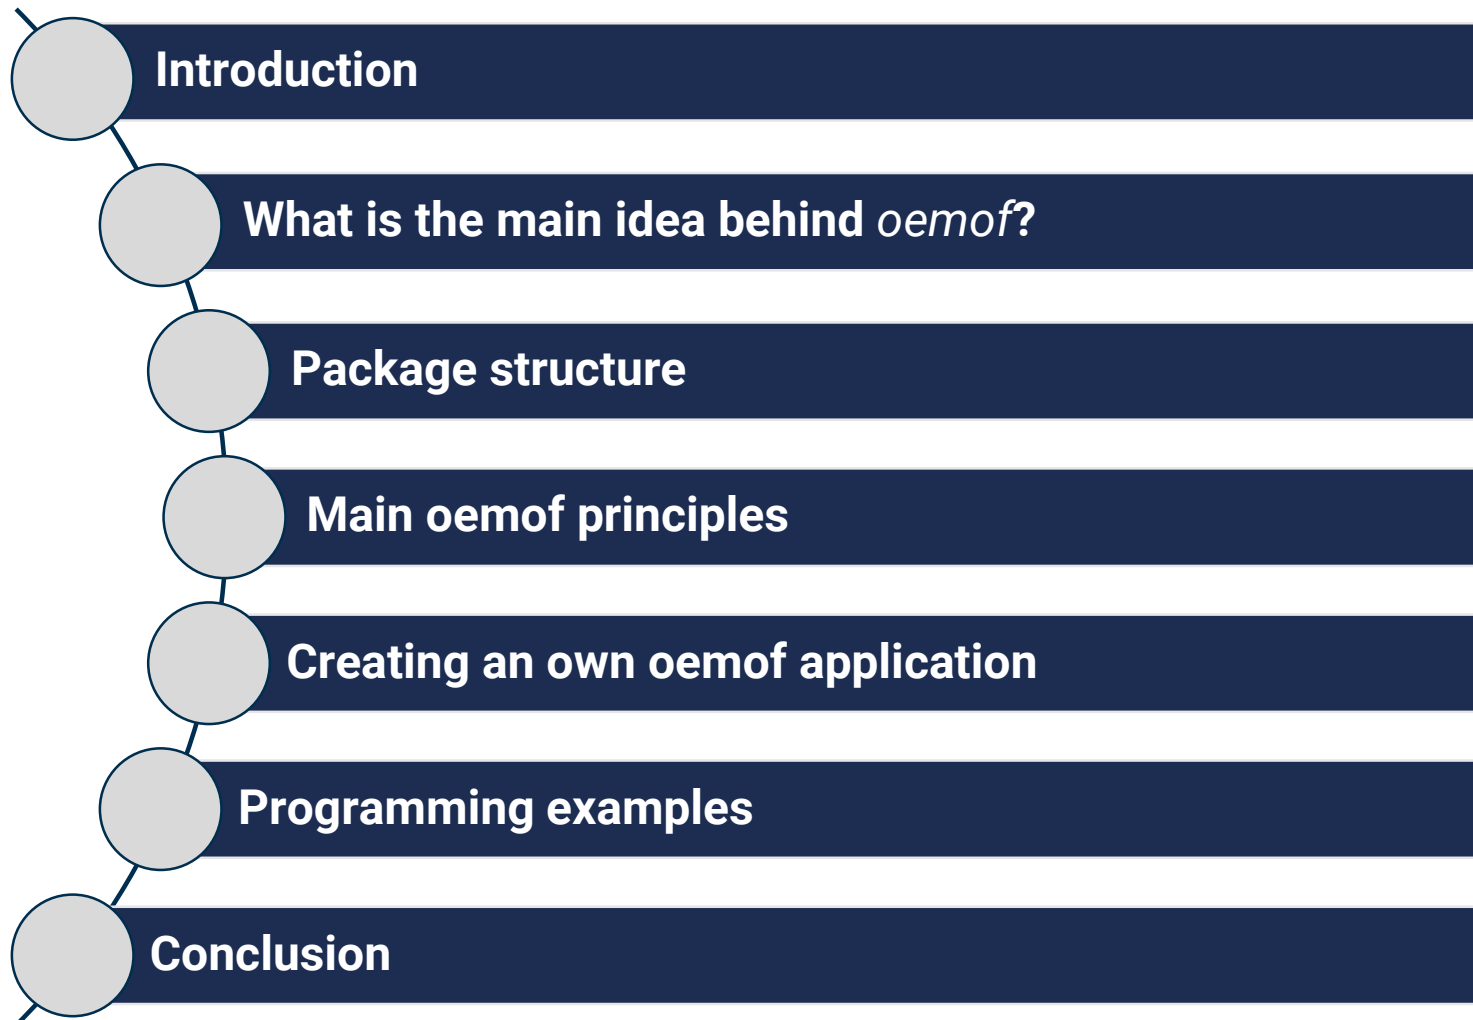 Introduction
What is the main idea behind oemof?
Package structure
Main oemof principles
Creating an own oemof application
Programming examples
Conclusion